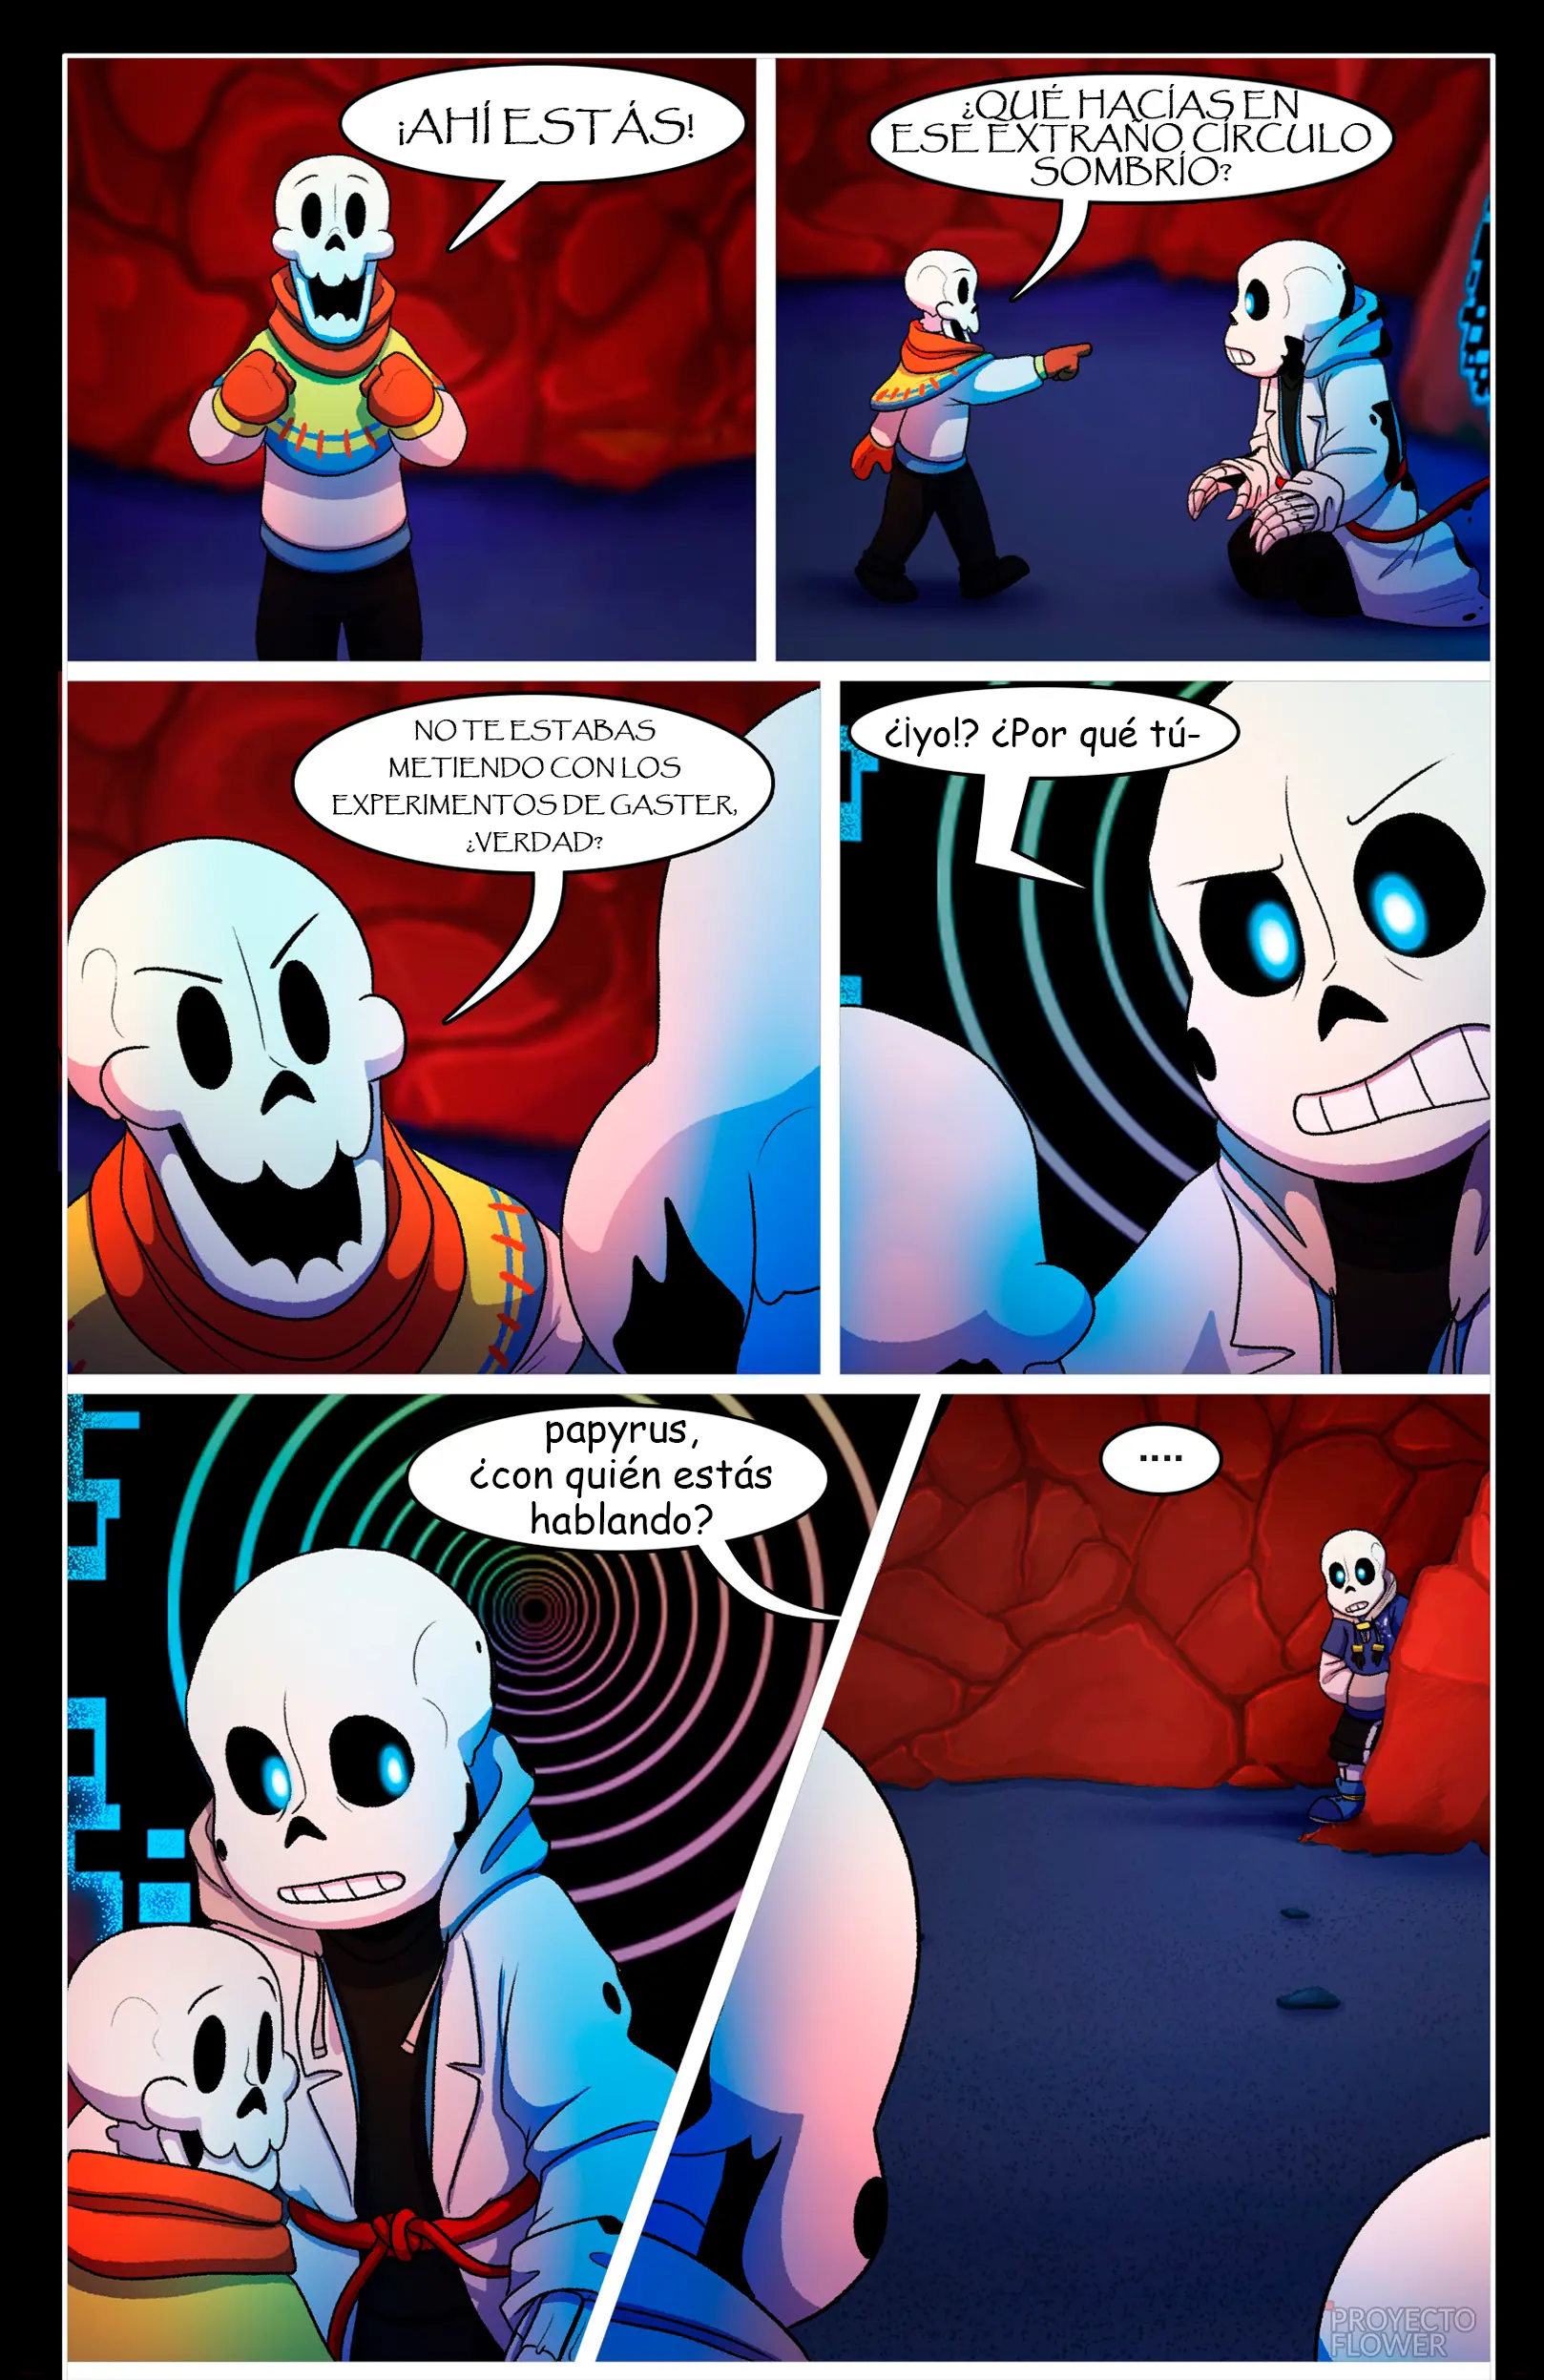 ¡AHÍ ESTÁS!
¿QUÉ HACÍAS EN
ESE EXTRAÑO CÍRCULO
SOMBRÍO?
NO TE ESTABAS
METIENDO CON LOS
EXPERIMENTOS DE GASTER,
¿VERDAD?
¿¡yo!? ¿Por qué tú-
papyrus,
¿con quién estás
hablando?
....
PROYECTO
FLOWER